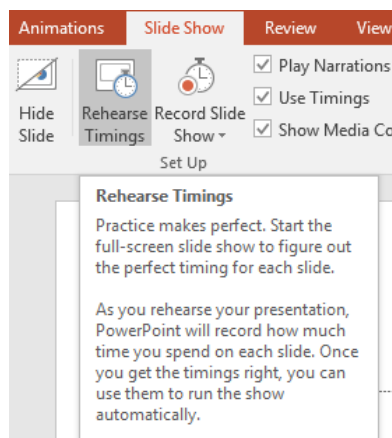 Animations Slide Show Review View
Hide Slide
Rehearse Timings
Record Slide Show
Play Narrations
Use Timings
Show Media Co
Set Up
Rehearse Timings
Practice makes perfect. Start the
full-screen slide show to figure out
the perfect timing for each slide.
As you rehearse your presentation,
PowerPoint will record how much
time you spend on each slide. Once
you get the timings right, you can
use them to run the show
automatically.